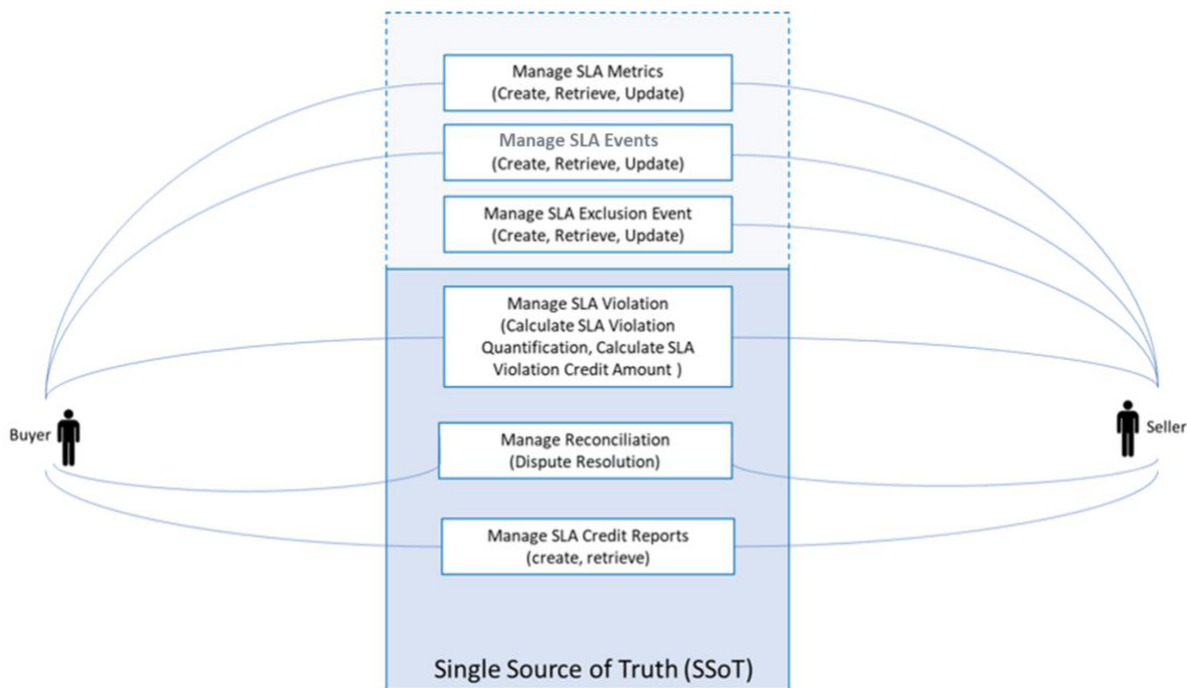 Manage SLA Metrics
(Create, Retrieve, Update)
Manage SLA Events
(Create, Retrieve, Update)
Manage SLA Exclusion Event
(Create, Retrieve, Update)
Manage SLA Violation
(Calculate SLA Violation
Quantification, Calculate SLA
Violation Credit Amount )
Buyer
Seller
Manage Reconciliation
(Dispute Resolution)
Manage SLA Credit Reports
(create, retrieve)
Single Source of Truth (SSoT)